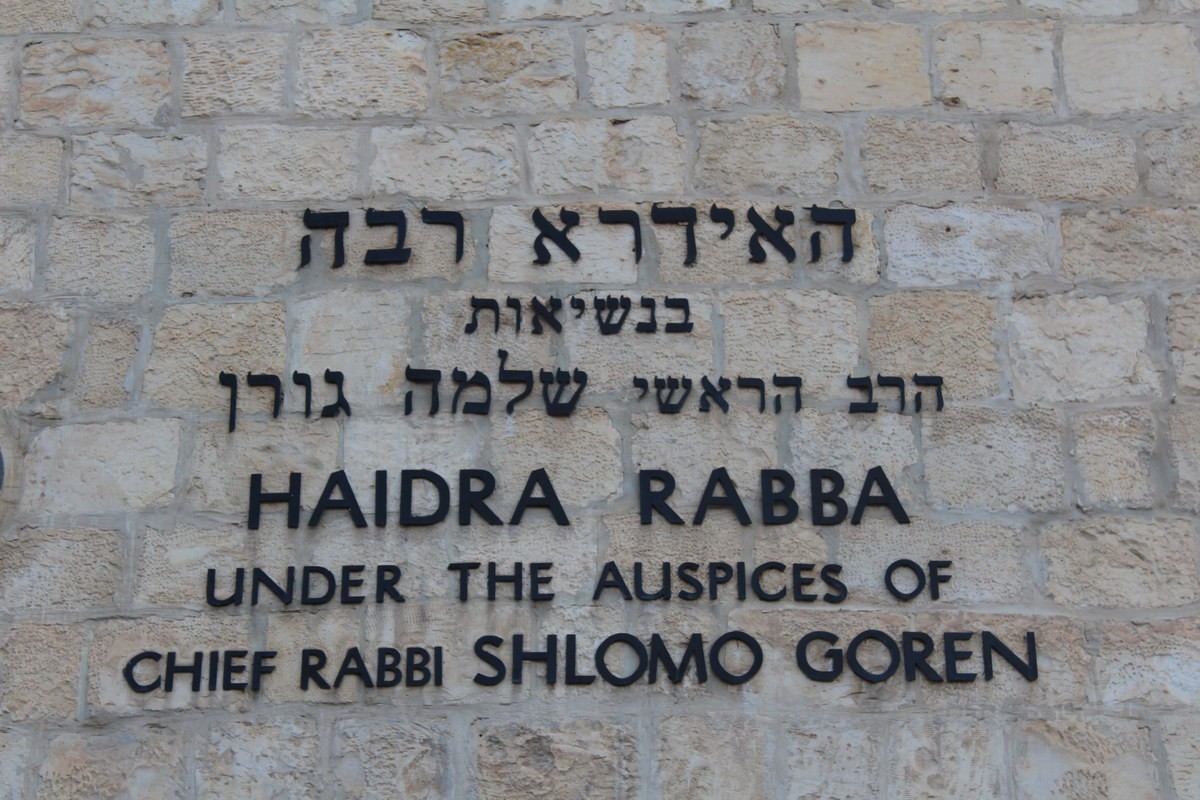 האידרא רבה
בנשיאות
הרב הראשי שלמה גורן
HAIDRA RABBA
UNDER THE AUSPICES OF
CHIEF RABBI SHLOMO GOREN